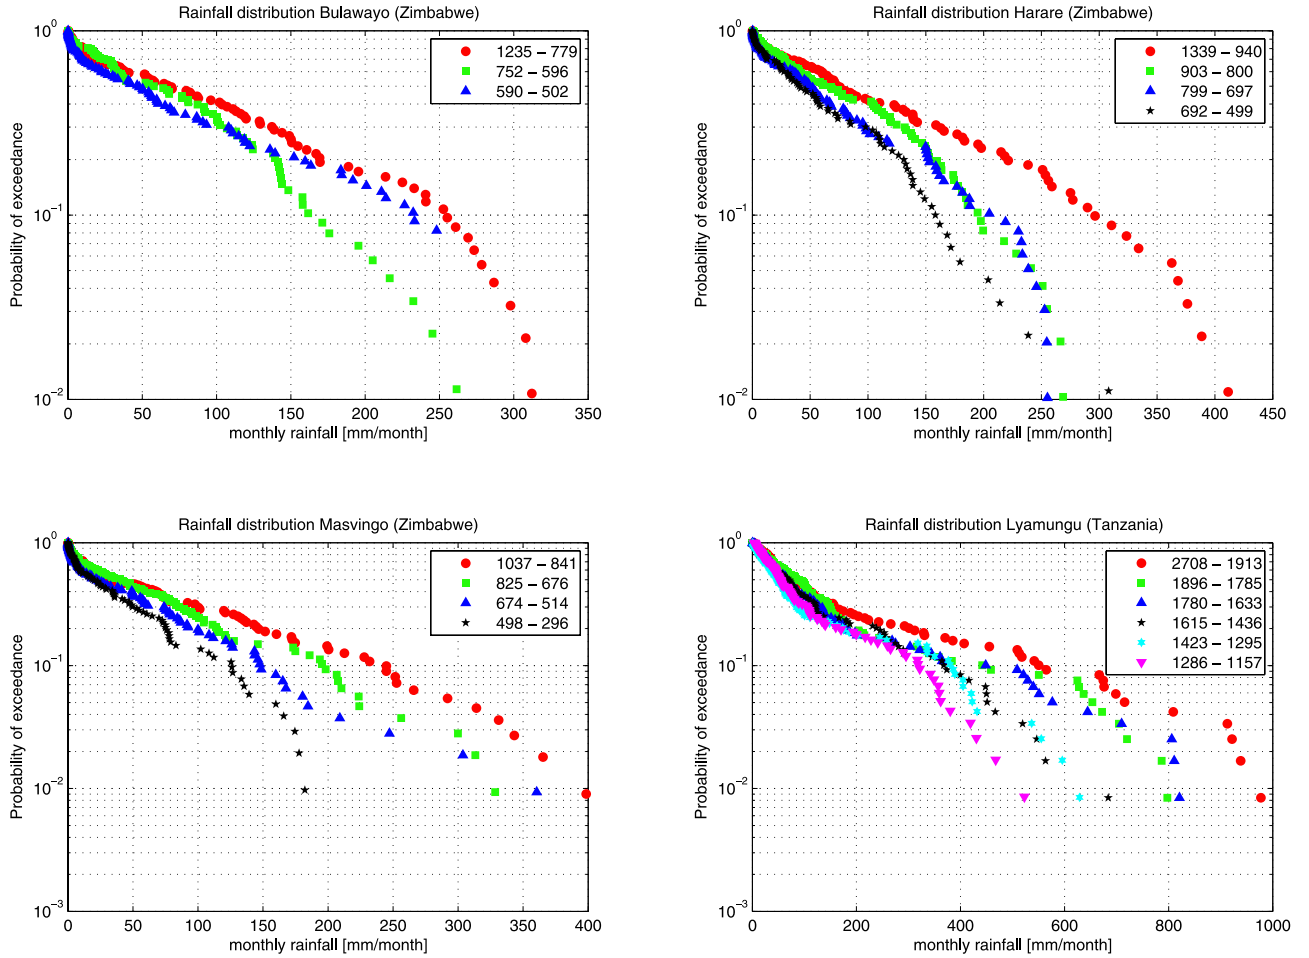 Rainfall distribution Bulawayo (Zimbabwe)
10^0
10^-1
10^-2
Probability of exceedance
1235 – 779
752 – 596
590 – 502
0 50 100 150 200 250 300 350
monthly rainfall [mm/month]
Rainfall distribution Harare (Zimbabwe)
10^0
10^-1
10^-2
Probability of exceedance
1339 – 940
903 – 800
799 – 697
692 – 499
0 50 100 150 200 250 300 350 400 450
monthly rainfall [mm/month]
Rainfall distribution Masvingo (Zimbabwe)
10^0
10^-1
10^-2
10^-3
Probability of exceedance
1037 – 841
825 – 676
674 – 514
498 – 296
0 50 100 150 200 250 300 350 400
monthly rainfall [mm/month]
Rainfall distribution Lyamungu (Tanzania)
10^0
10^-1
10^-2
10^-3
Probability of exceedance
2708 – 1913
1896 – 1785
1780 – 1633
1615 – 1436
1423 – 1295
1286 – 1157
0 200 400 600 800 1000
monthly rainfall [mm/month]